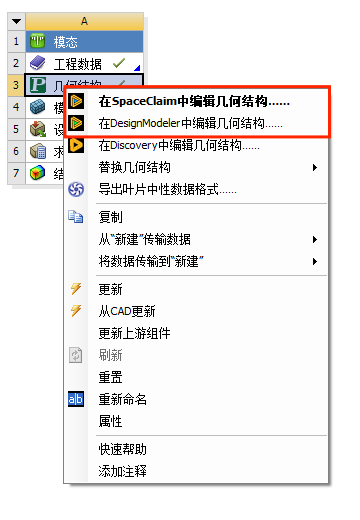 A
1 模态
2 工程数据
3 几何结构
4 模
5 设
6 求
7 结
在SpaceClaim中编辑几何结构......
在DesignModeler中编辑几何结构......
在Discovery中编辑几何结构......
替换几何结构
导出叶片中性数据格式......
复制
从“新建”传输数据
将数据传输到“新建”
更新
从CAD更新
更新上游组件
刷新
重置
a|b 重新命名
属性
快速帮助
添加注释